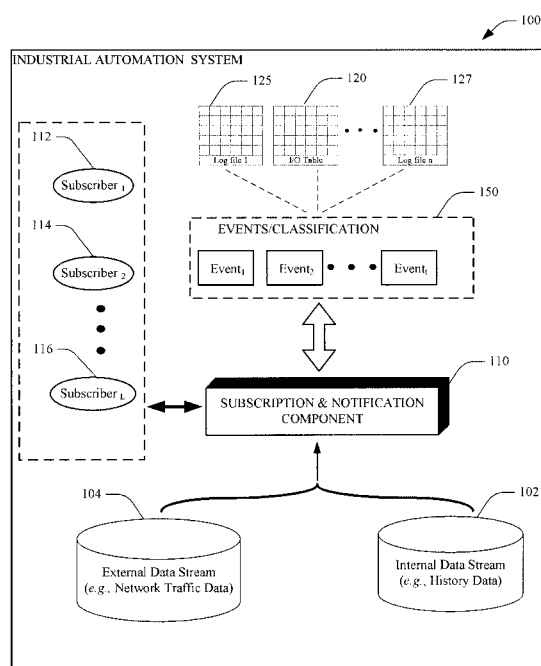 100
INDUSTRIAL AUTOMATION SYSTEM
125
120
127
Log file 1
I/O Table
Log file n
112
Subscriber 1
114
Subscriber 2
116
Subscriber L
150
EVENTS/CLASSIFICATION
Event1
Event2
Eventt
110
SUBSCRIPTION & NOTIFICATION
COMPONENT
104
External Data Stream
(e.g., Network Traffic Data)
102
Internal Data Stream
(e.g., History Data)